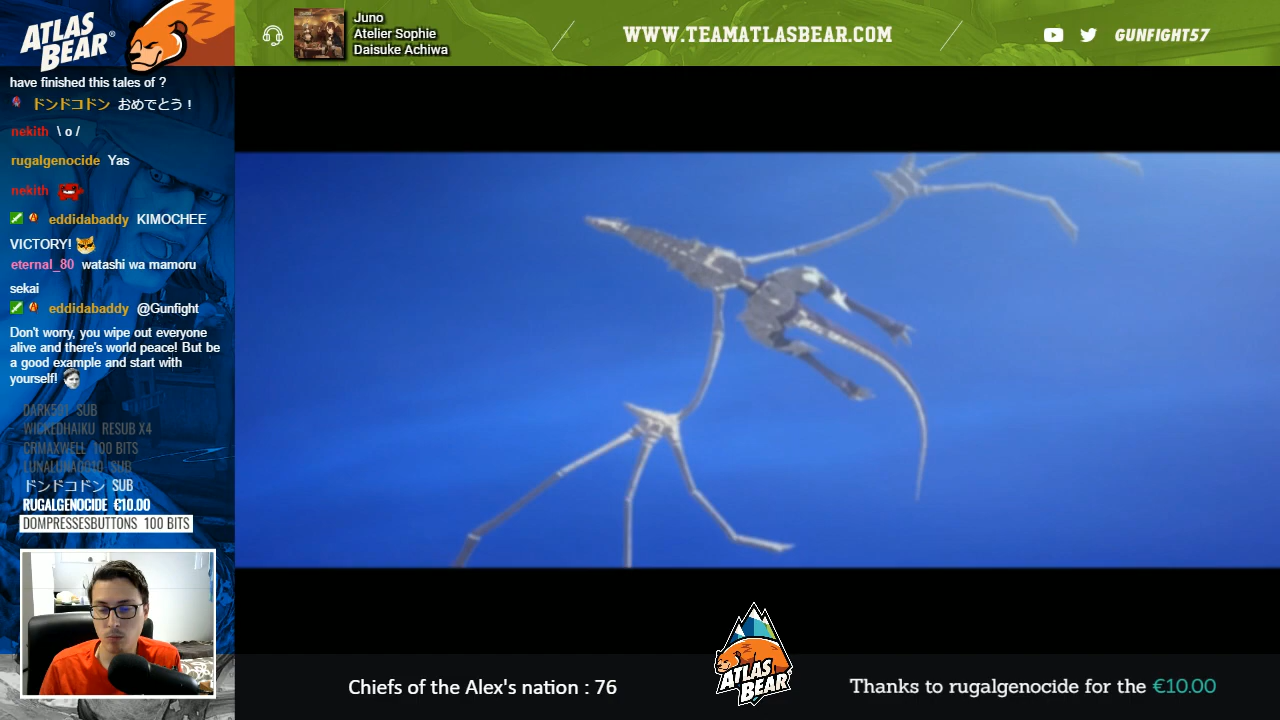 ATLAS
BEAR®
Juno
Atelier Sophie
Daisuke Achiwa
WWW.TEAMATLASBEAR.COM
GUNFIGHT57
have finished this tales of ?
ドンドコドン おめでとう！
nekith \ o /
rugalgenocide Yas
nekith
eddidabaddy KIMOCHEE
VICTORY!
eternal_80 watashi wa mamoru
sekai
eddidabaddy @Gunfight
Don't worry, you wipe out everyone
alive and there's world peace! But be
a good example and start with
yourself!
DARK591 SUB
WICKEDHAIKU RESUB X4
CRMAXWELL 100 BITS
SUB
ドンドコドン SUB
RUGALGENOCIDE €10.00
DOMPRESSESBUTTONS 100 BITS
Chiefs of the Alex's nation : 76
ATLAS
BEAR
Thanks to rugalgenocide for the €10.00